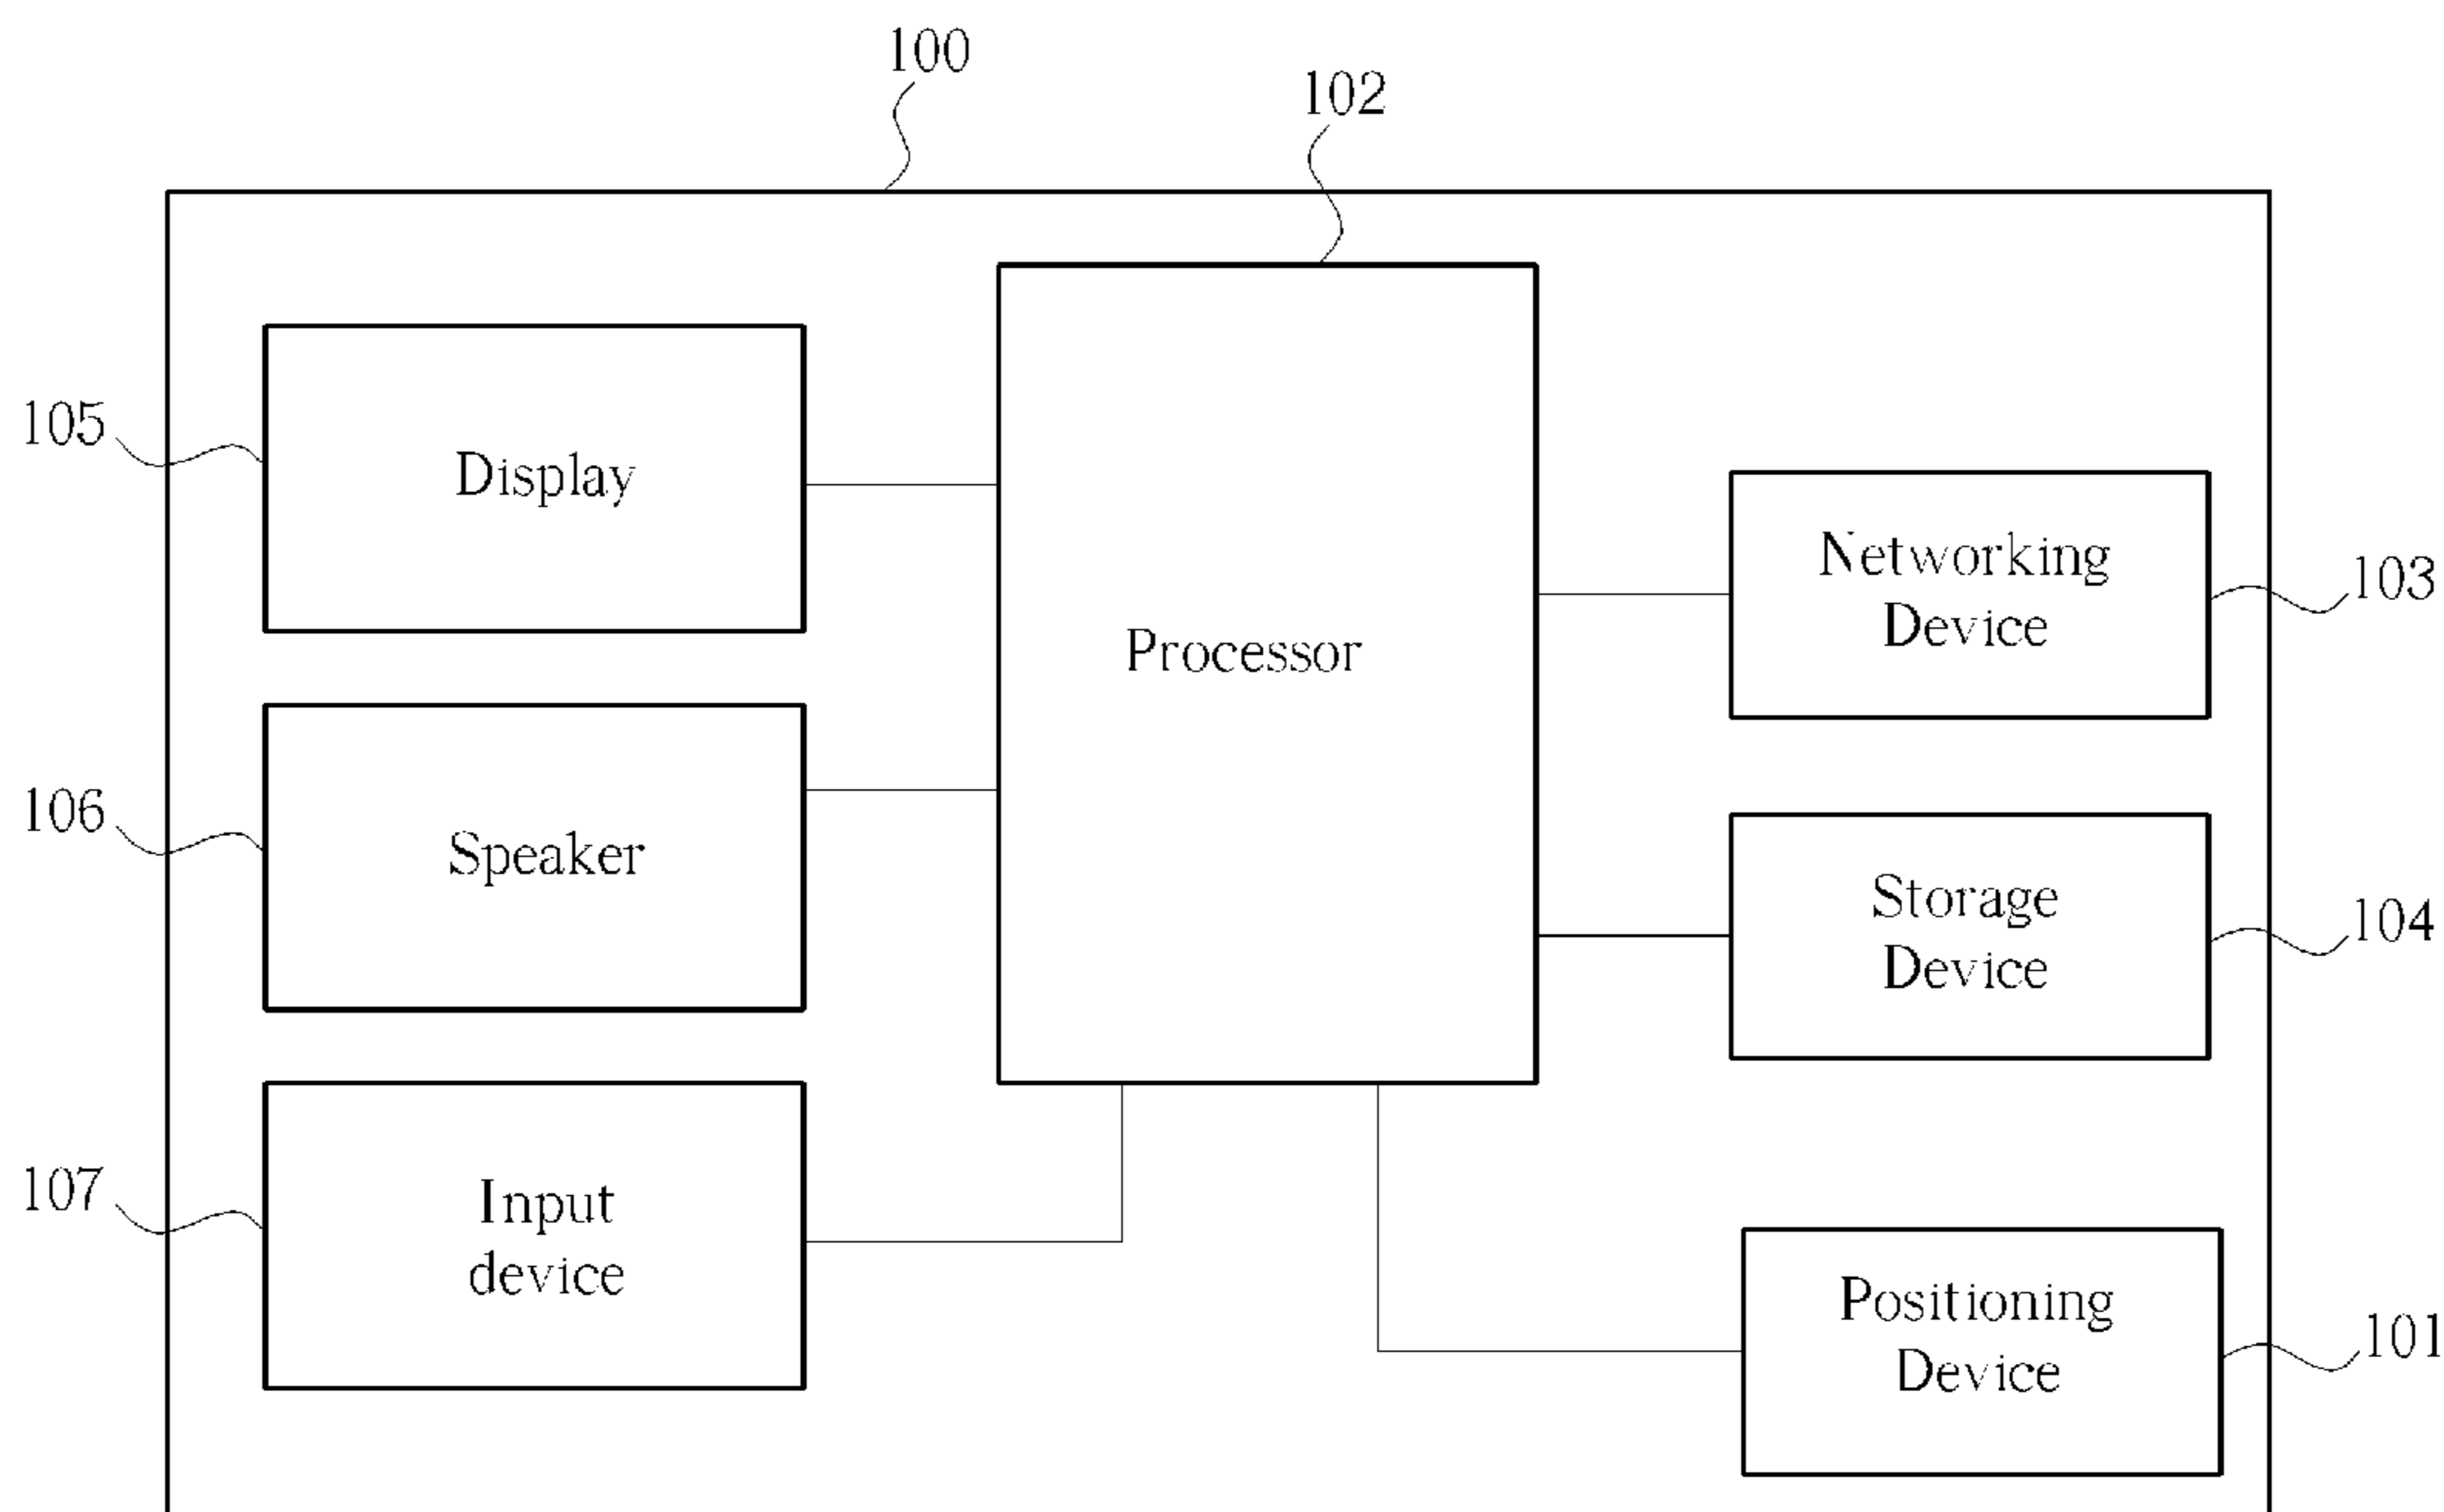 100
102
105
Display
Networking
Device
103
Processor
106
Speaker
Storage
Device
104
107
Input
device
Positioning
Device
101